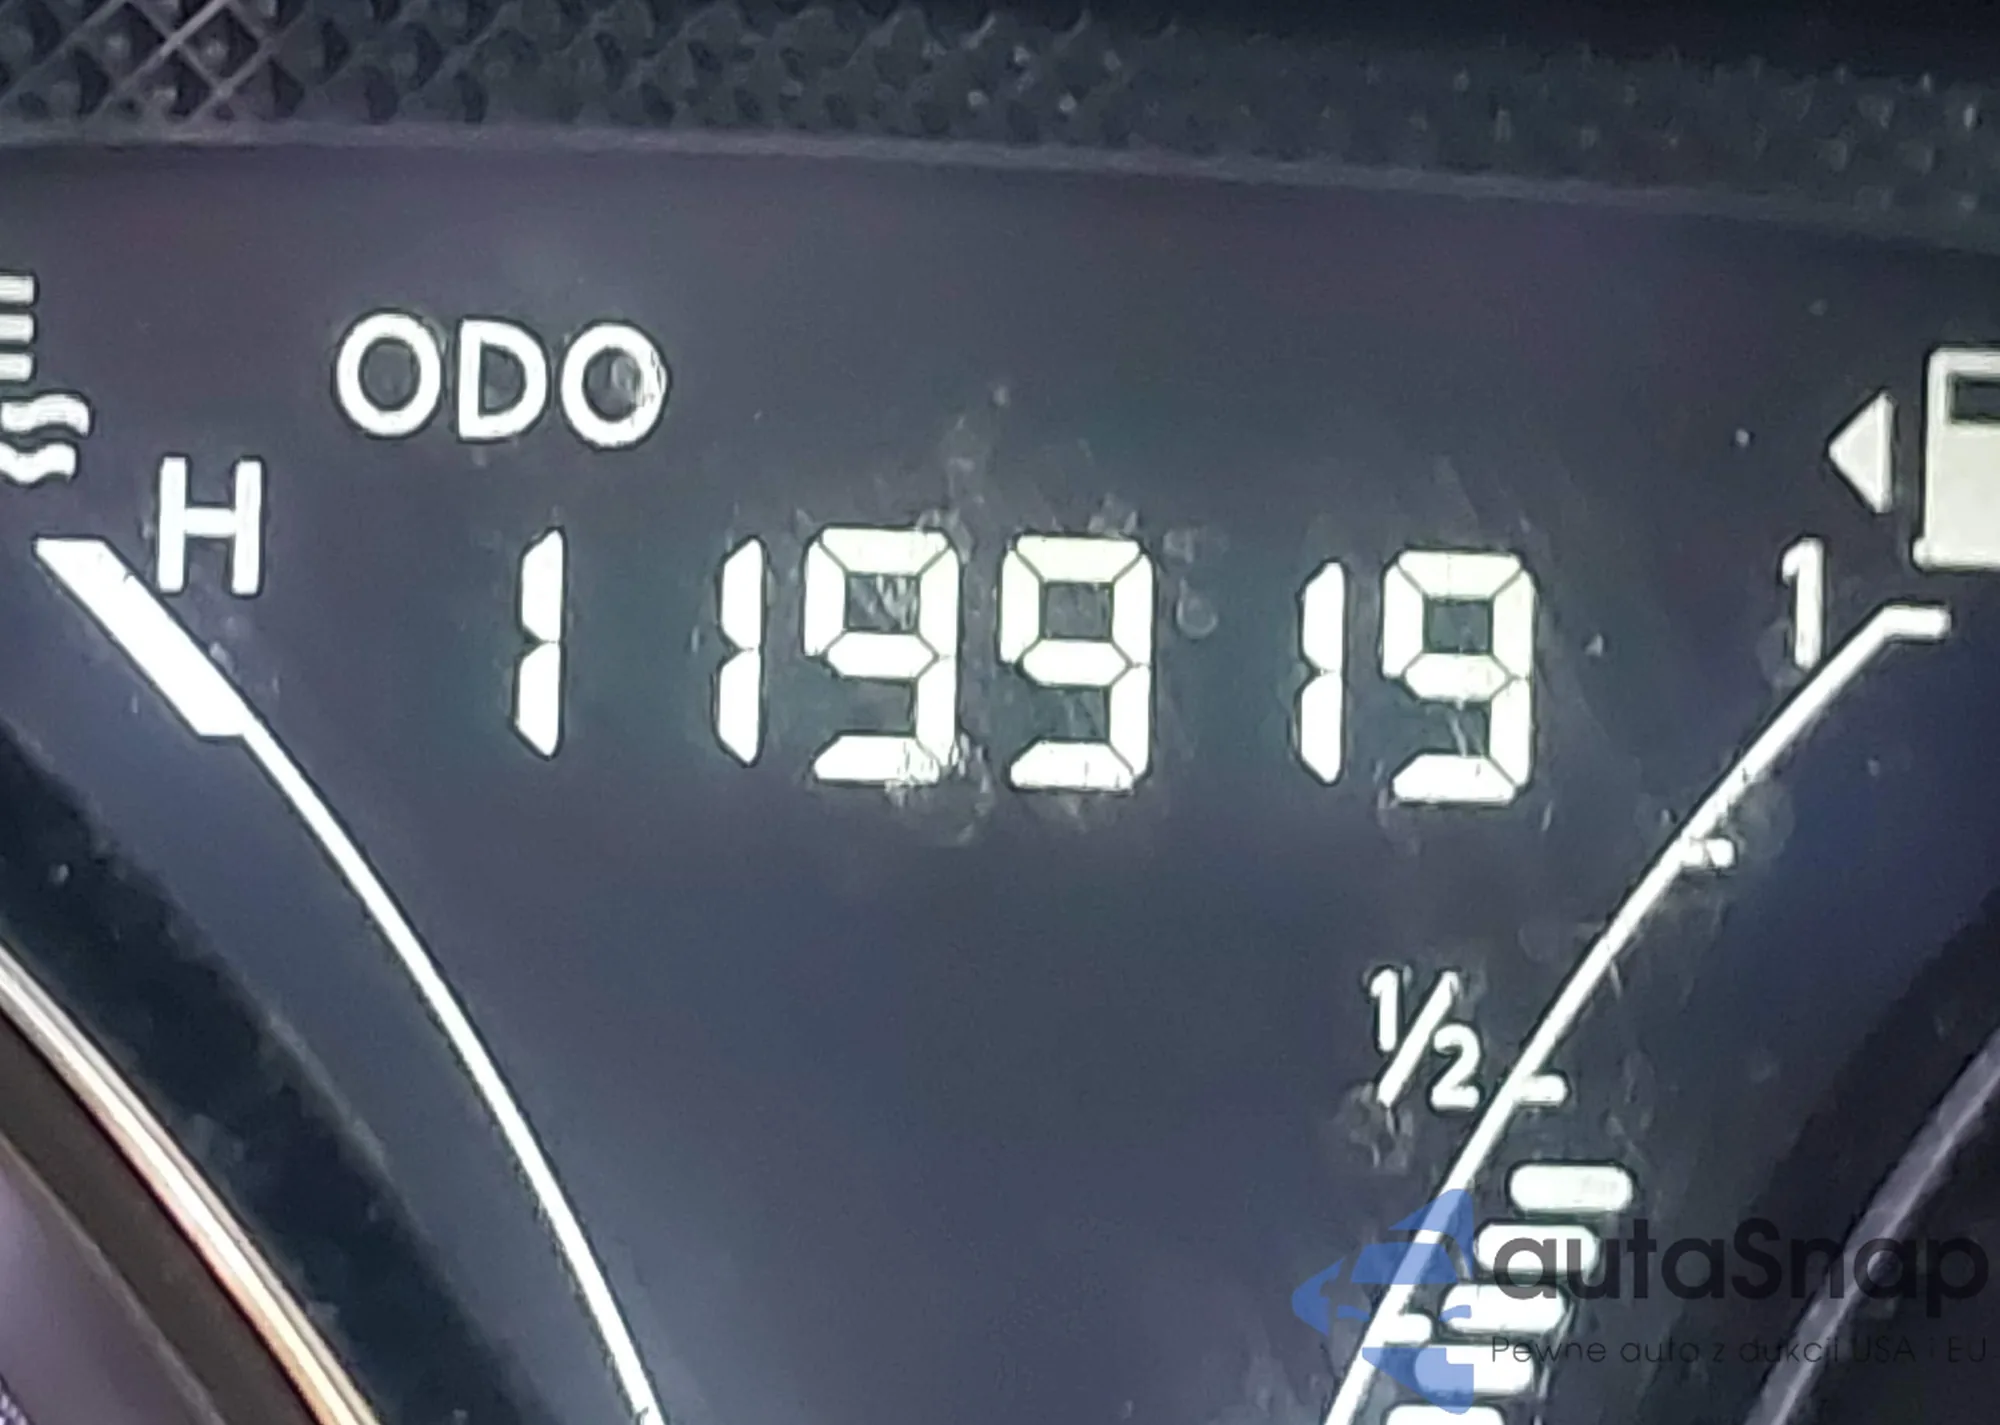 ODO
H
119919
1
1/2
autaSnap
Pewne auto z aukcji USA i EU